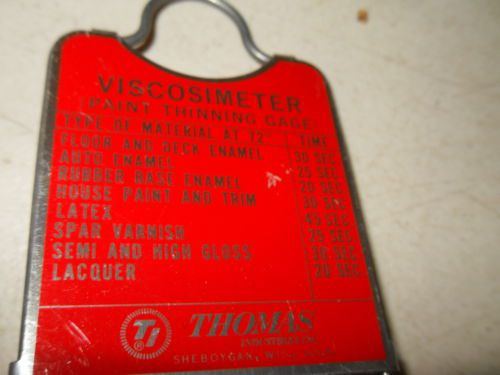 VISCOSIMETER
PAINT THINNING GAGE
TYPE OF MATERIAL AT 72° TIME
FLOOR AND DECK ENAMEL 30 SEC
AUTO ENAMEL 25 SEC
RUBBER BASE ENAMEL 20 SEC
HOUSE PAINT AND TRIM 30 SEC
LATEX 45 SEC
SPAR VARNISH 25 SEC
SEMI AND HIGH GLOSS 30 SEC
LACQUER 20 SEC
TI THOMAS
INDUSTRIES INC.
SHEBOYGAN,